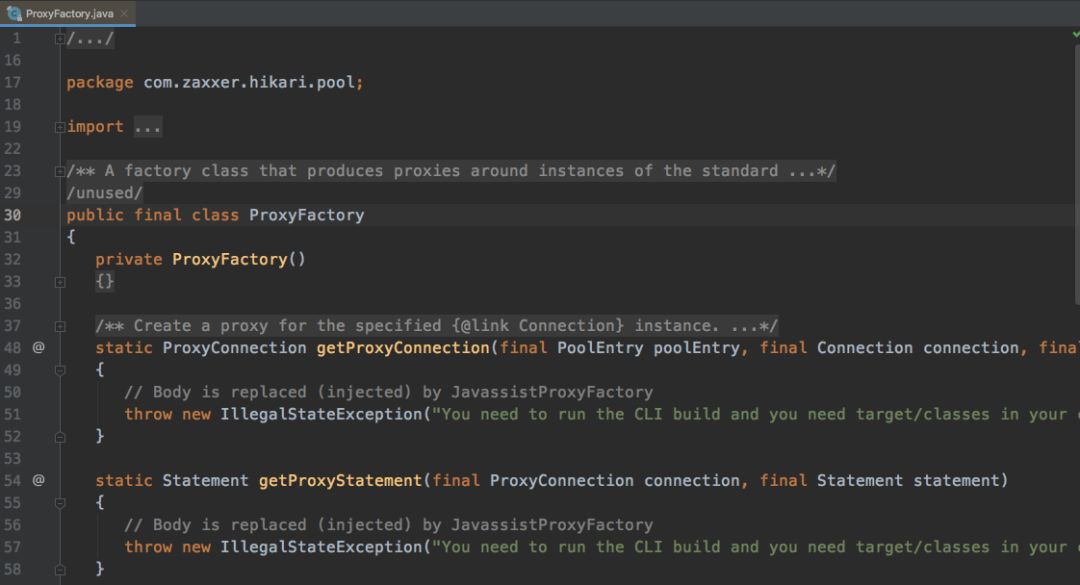 ProxyFactory.java
1 /.../
16
17 package com.zaxxer.hikari.pool;
18
19 import ...
22
23 /** A factory class that produces proxies around instances of the standard ...*/
29 /unused/
30 public final class ProxyFactory
31 {
32 private ProxyFactory()
33 {}
36
37 /** Create a proxy for the specified {@link Connection} instance. ...*/
48 @ static ProxyConnection getProxyConnection(final PoolEntry poolEntry, final Connection connection, fina
49 {
50 // Body is replaced (injected) by JavassistProxyFactory
51 throw new IllegalStateException("You need to run the CLI build and you need target/classes in your
52 }
53
54 @ static Statement getProxyStatement(final ProxyConnection connection, final Statement statement)
55 {
56 // Body is replaced (injected) by JavassistProxyFactory
57 throw new IllegalStateException("You need to run the CLI build and you need target/classes in your
58 }